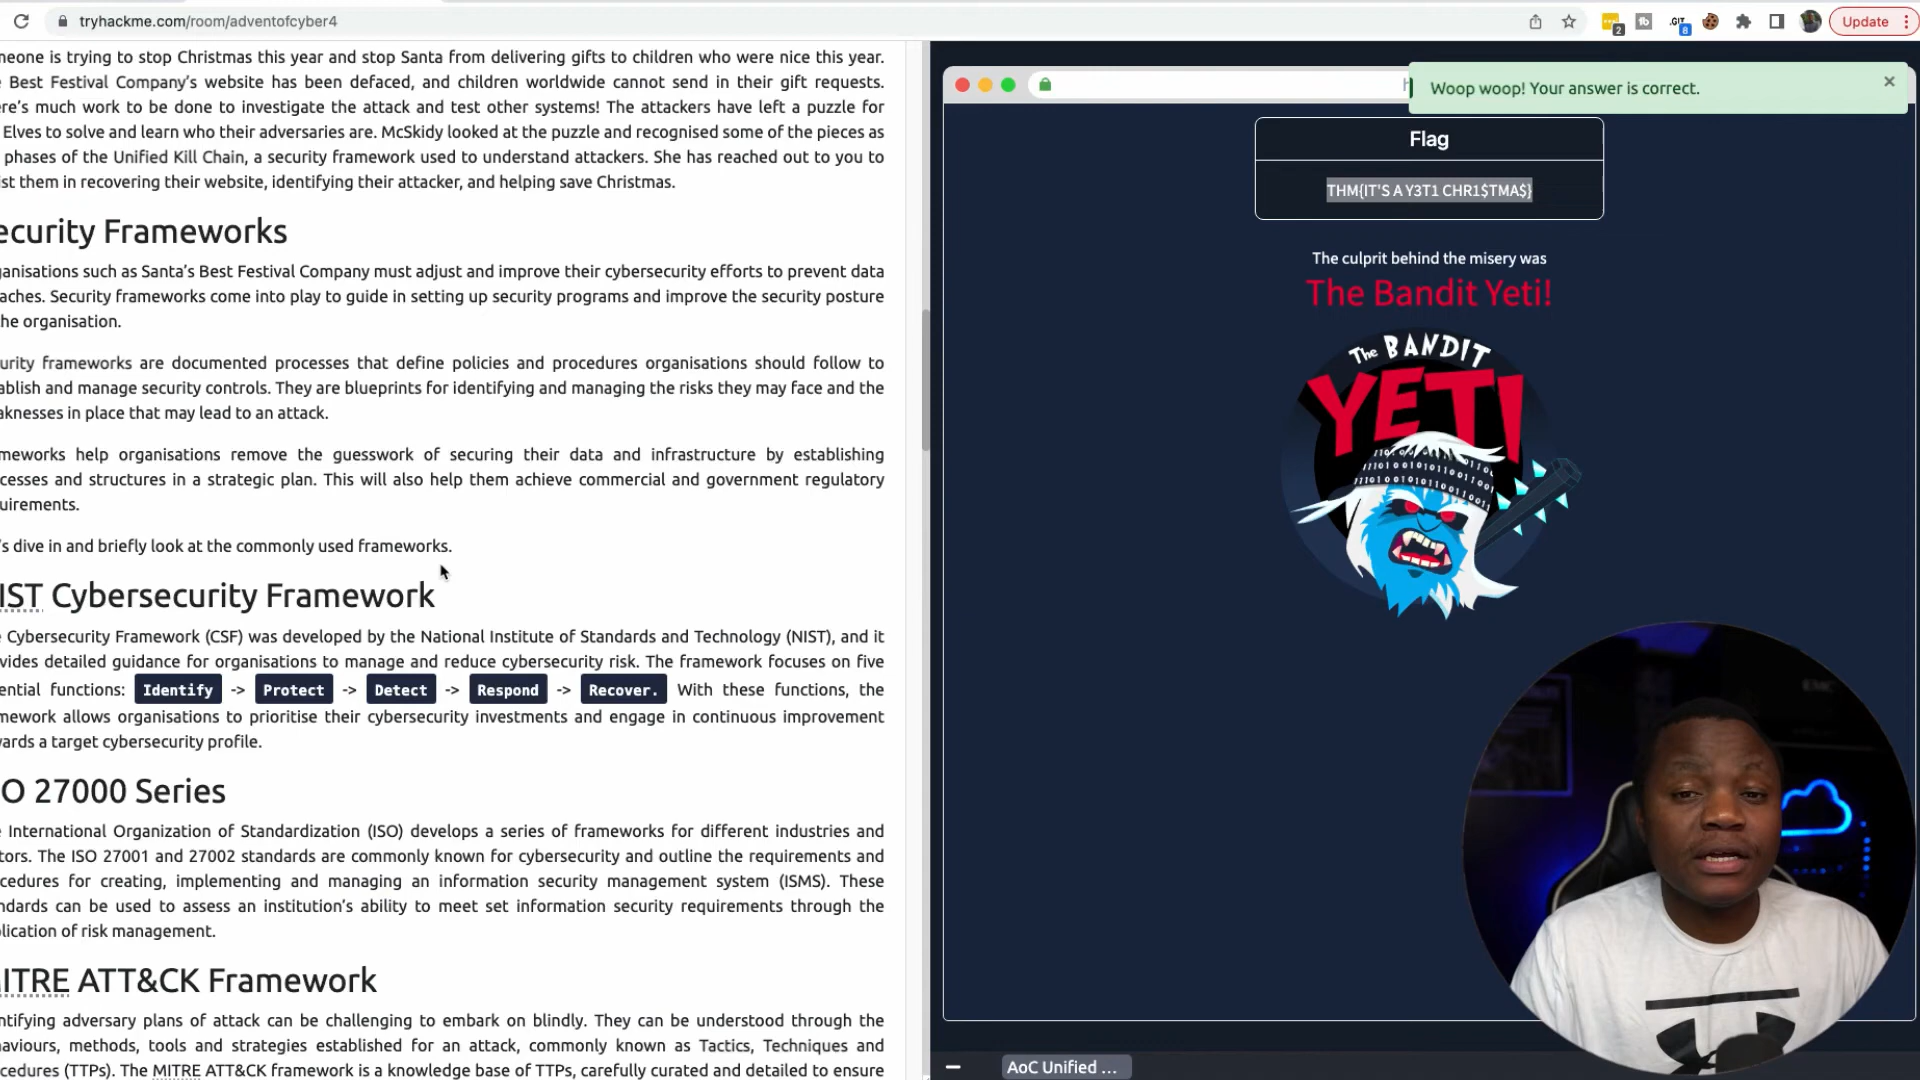 tryhackme.com/room/adventofcyber4
2
.GIT
8
Update
meone is trying to stop Christmas this year and stop Santa from delivering gifts to children who were nice this year.
e Best Festival Company's website has been defaced, and children worldwide cannot send in their gift requests.
ere's much work to be done to investigate the attack and test other systems! The attackers have left a puzzle for
Elves to solve and learn who their adversaries are. McSkidy looked at the puzzle and recognised some of the pieces as
phases of the Unified Kill Chain, a security framework used to understand attackers. She has reached out to you to
ist them in recovering their website, identifying their attacker, and helping save Christmas.
ecurity Frameworks
ganisations such as Santa's Best Festival Company must adjust and improve their cybersecurity efforts to prevent data
aches. Security frameworks come into play to guide in setting up security programs and improve the security posture
he organisation.
urity frameworks are documented processes that define policies and procedures organisations should follow to
ablish and manage security controls. They are blueprints for identifying and managing the risks they may face and the
aknesses in place that may lead to an attack.
meworks help organisations remove the guesswork of securing their data and infrastructure by establishing
cesses and structures in a strategic plan. This will also help them achieve commercial and government regulatory
uirements.
's dive in and briefly look at the commonly used frameworks.
IST Cybersecurity Framework
e Cybersecurity Framework (CSF) was developed by the National Institute of Standards and Technology (NIST), and it
vides detailed guidance for organisations to manage and reduce cybersecurity risk. The framework focuses on five
ential functions: Identify -> Protect -> Detect -> Respond -> Recover. With these functions, the
mework allows organisations to prioritise their cybersecurity investments and engage in continuous improvement
wards a target cybersecurity profile.
O 27000 Series
e International Organization of Standardization (ISO) develops a series of frameworks for different industries and
tors. The ISO 27001 and 27002 standards are commonly known for cybersecurity and outline the requirements and
cedures for creating, implementing and managing an information security management system (ISMS). These
ndards can be used to assess an institution's ability to meet set information security requirements through the
lication of risk management.
ITRE ATT&CK Framework
ntifying adversary plans of attack can be challenging to embark on blindly. They can be understood through the
aviours, methods, tools and strategies established for an attack, commonly known as Tactics, Techniques and
cedures (TTPs). The MITRE ATT&CK framework is a knowledge base of TTPs, carefully curated and detailed to ensure
Woop woop! Your answer is correct.
Flag
THM{IT'S A Y3T1 CHR1$TMA$}
The culprit behind the misery was
The Bandit Yeti!
The BANDIT
YETI
AoC Unified ...